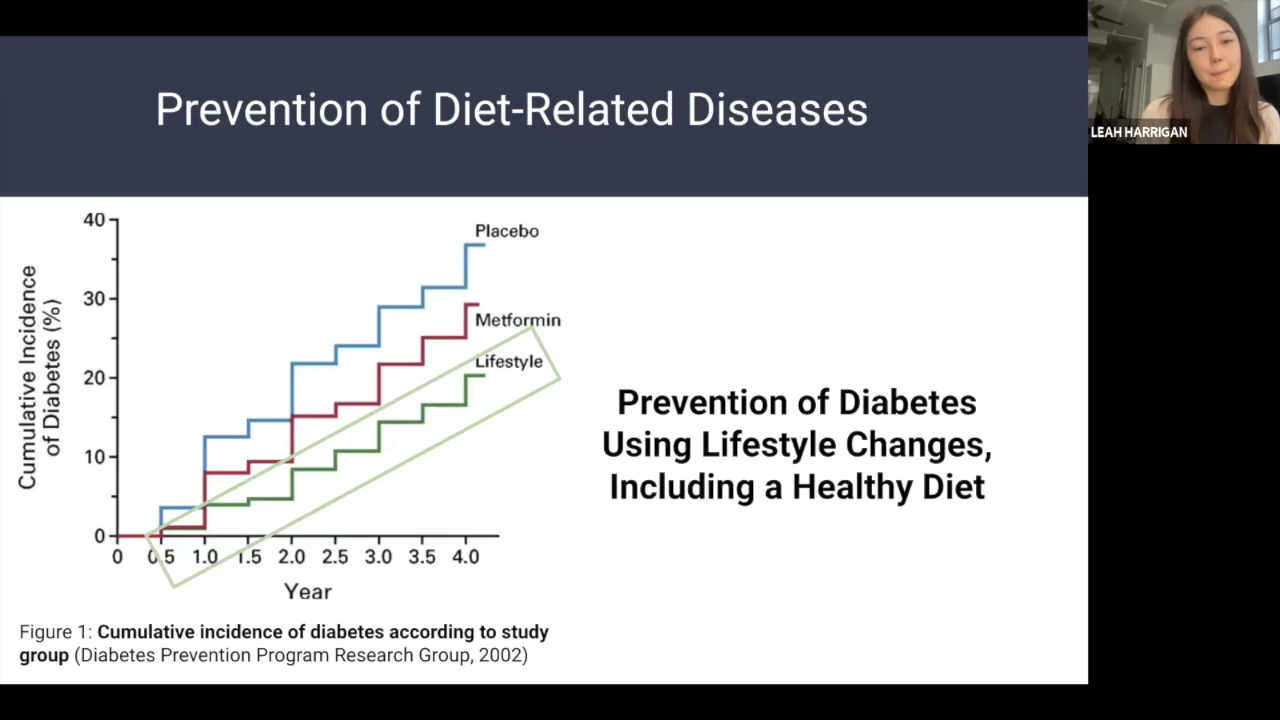 Prevention of Diet-Related Diseases
LEAH HARRIGAN
40
30
20
10
0
Cumulative Incidence
of Diabetes (%)
Placebo
Metformin
Lifestyle
0 0.5 1.0 1.5 2.0 2.5 3.0 3.5 4.0
Year
Prevention of Diabetes
Using Lifestyle Changes,
Including a Healthy Diet
Figure 1: Cumulative incidence of diabetes according to study
group (Diabetes Prevention Program Research Group, 2002)